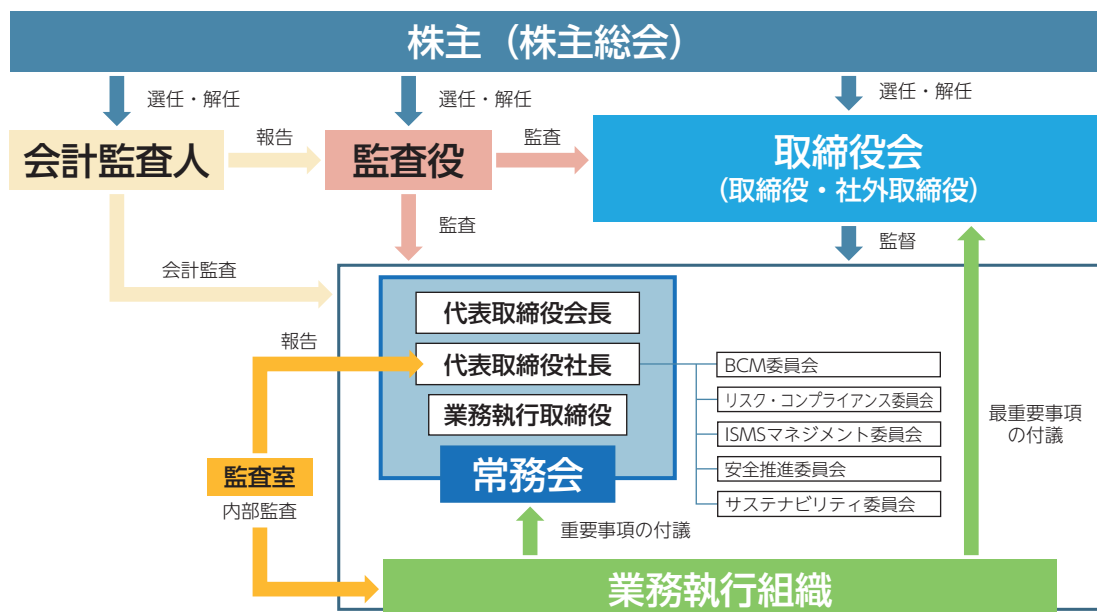 株主（株主総会）
選任・解任
選任・解任
選任・解任
会計監査人
報告
監査役
監査
取締役会
（取締役・社外取締役）
監査
監督
会計監査
代表取締役会長
報告
代表取締役社長
業務執行取締役
常務会
BCM委員会
リスク・コンプライアンス委員会
ISMSマネジメント委員会
安全推進委員会
サステナビリティ委員会
最重要事項
の付議
監査室
内部監査
重要事項の付議
業務執行組織